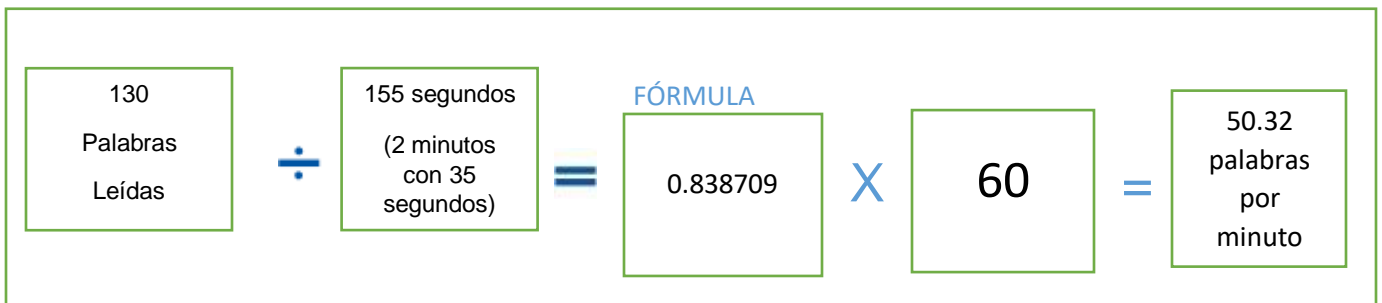 130
Palabras
Leídas
÷
155 segundos
(2 minutos
con 35
segundos)
=
FÓRMULA
0.838709
X
60
=
50.32
palabras
por
minuto